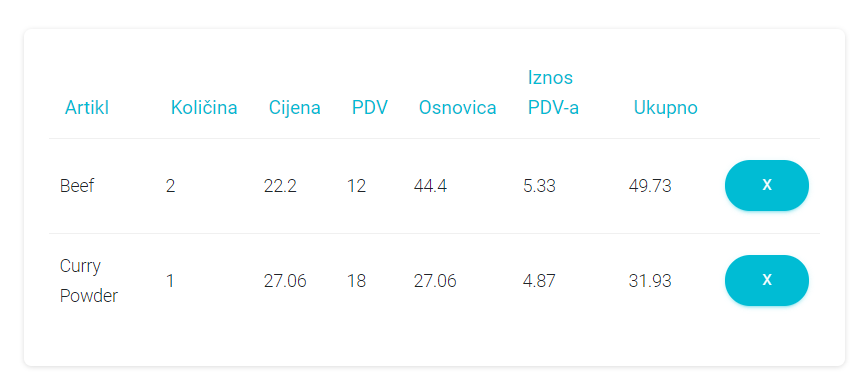 Artikl Količina Cijena PDV Osnovica Iznos PDV-a Ukupno
Beef 2 22.2 12 44.4 5.33 49.73 X
Curry Powder 1 27.06 18 27.06 4.87 31.93 X